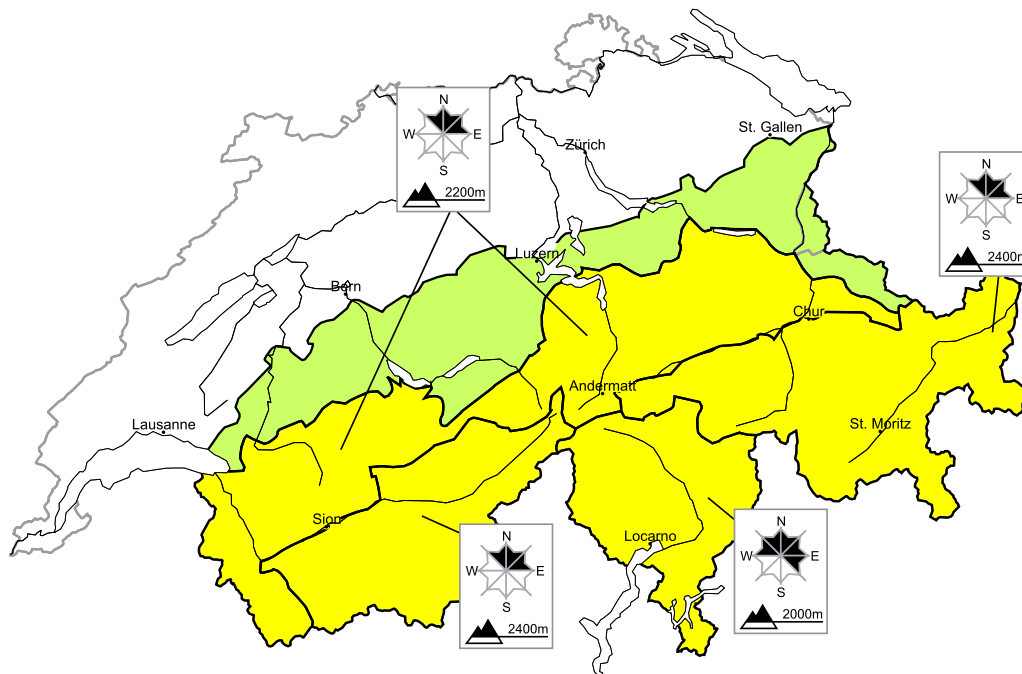 N
W E
S
2200m
St. Gallen
Zürich
N
W E
S
2400m
Luzern
Bern
Chur
Andermatt
Lausanne
St. Moritz
Sion
Locarno
N
W E
S
2400m
N
W E
S
2000m